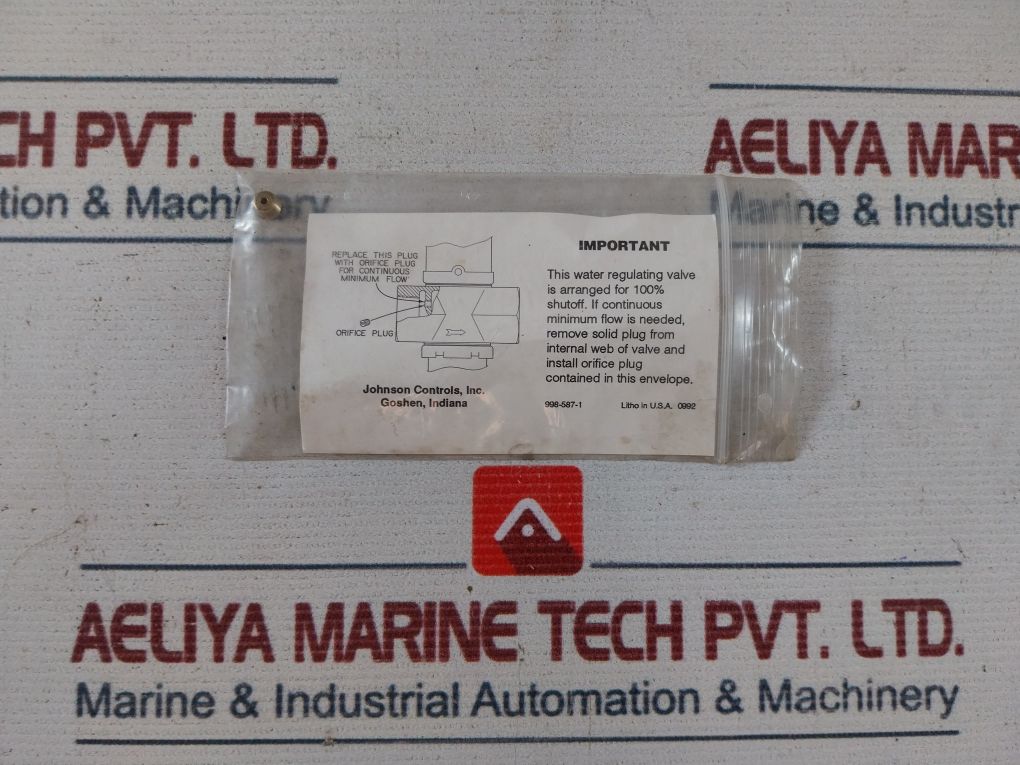 CH PVT. LTD.
tion & Machinery
AELIYA MAR
Marine & Industr
REPLACE THIS PLUG
WITH ORIFICE PLUG
FOR CONTINUOUS
MINIMUM FLOW
ORIFICE PLUG
Johnson Controls, Inc.
Goshen, Indiana
IMPORTANT
This water regulating valve
is arranged for 100%
shutoff. If continuous
minimum flow is needed,
remove solid plug from
internal web of valve and
install orifice plug
contained in this envelope.
996-587-1 Litho in U.S.A. 0992
AELIYA MARINE TECH PVT. LTD.
Marine & Industrial Automation & Machinery